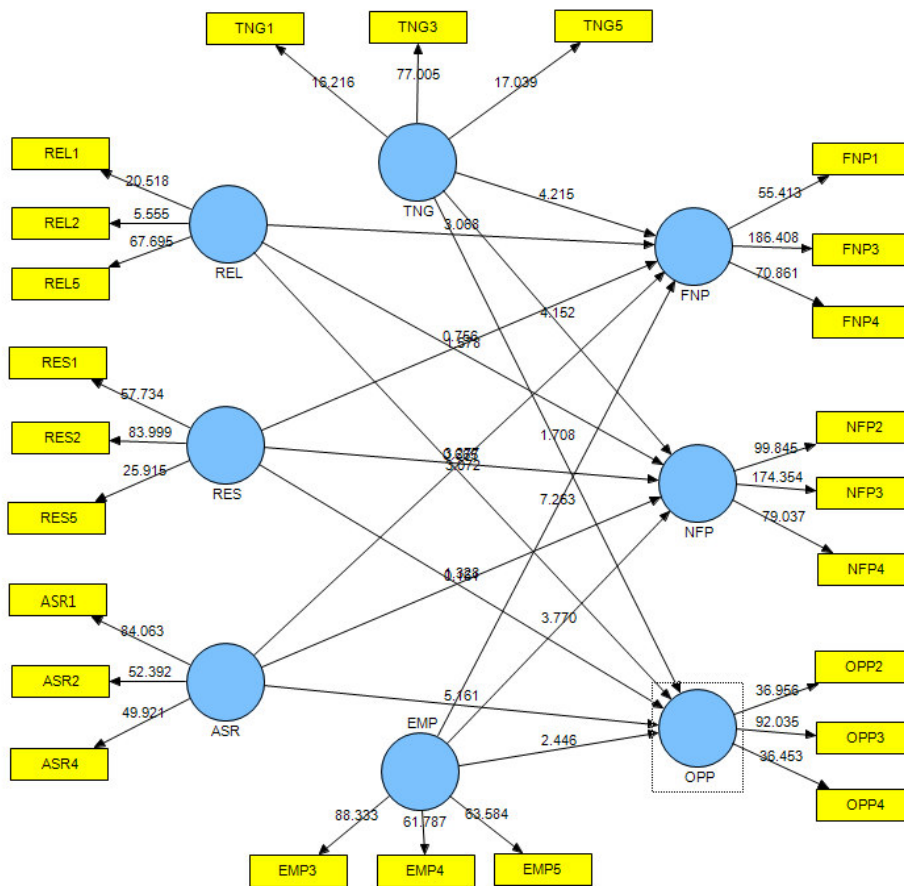 TNG1
TNG3
TNG5
16.216
77.005
17.039
TNG
REL1
REL2
REL5
20.518
5.555
67.695
REL
4.215
3.068
FNP1
FNP3
FNP4
55.413
186.408
70.861
FNP
4.152
0.756
1.578
RES1
RES2
RES5
57.734
83.999
25.915
RES
1.708
3.072
7.263
NFP2
NFP3
NFP4
99.845
174.354
79.037
NFP
ASR1
ASR2
ASR4
84.063
52.392
49.921
ASR
3.770
5.161
2.446
OPP2
OPP3
OPP4
36.956
92.035
36.453
OPP
EMP
88.333
61.787
63.584
EMP3
EMP4
EMP5